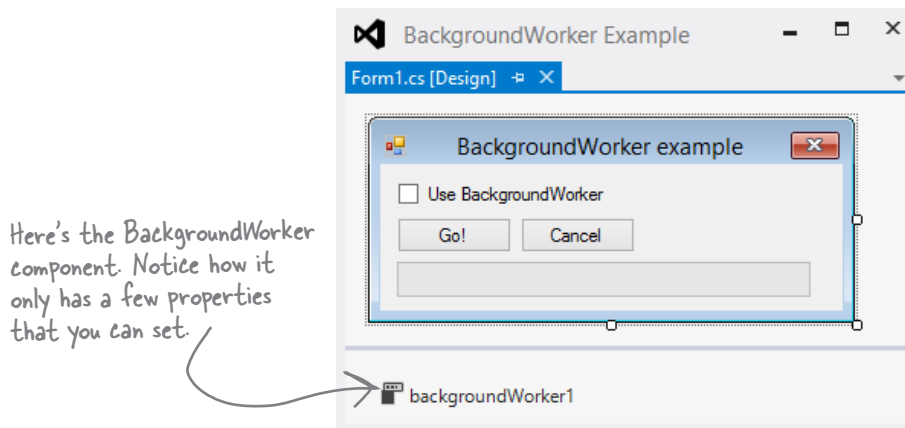 BackgroundWorker Example
Form1.cs [Design]
BackgroundWorker example
Use BackgroundWorker
Go!
Cancel
Here's the BackgroundWorker
component. Notice how it
only has a few properties
that you can set.
backgroundWorker1